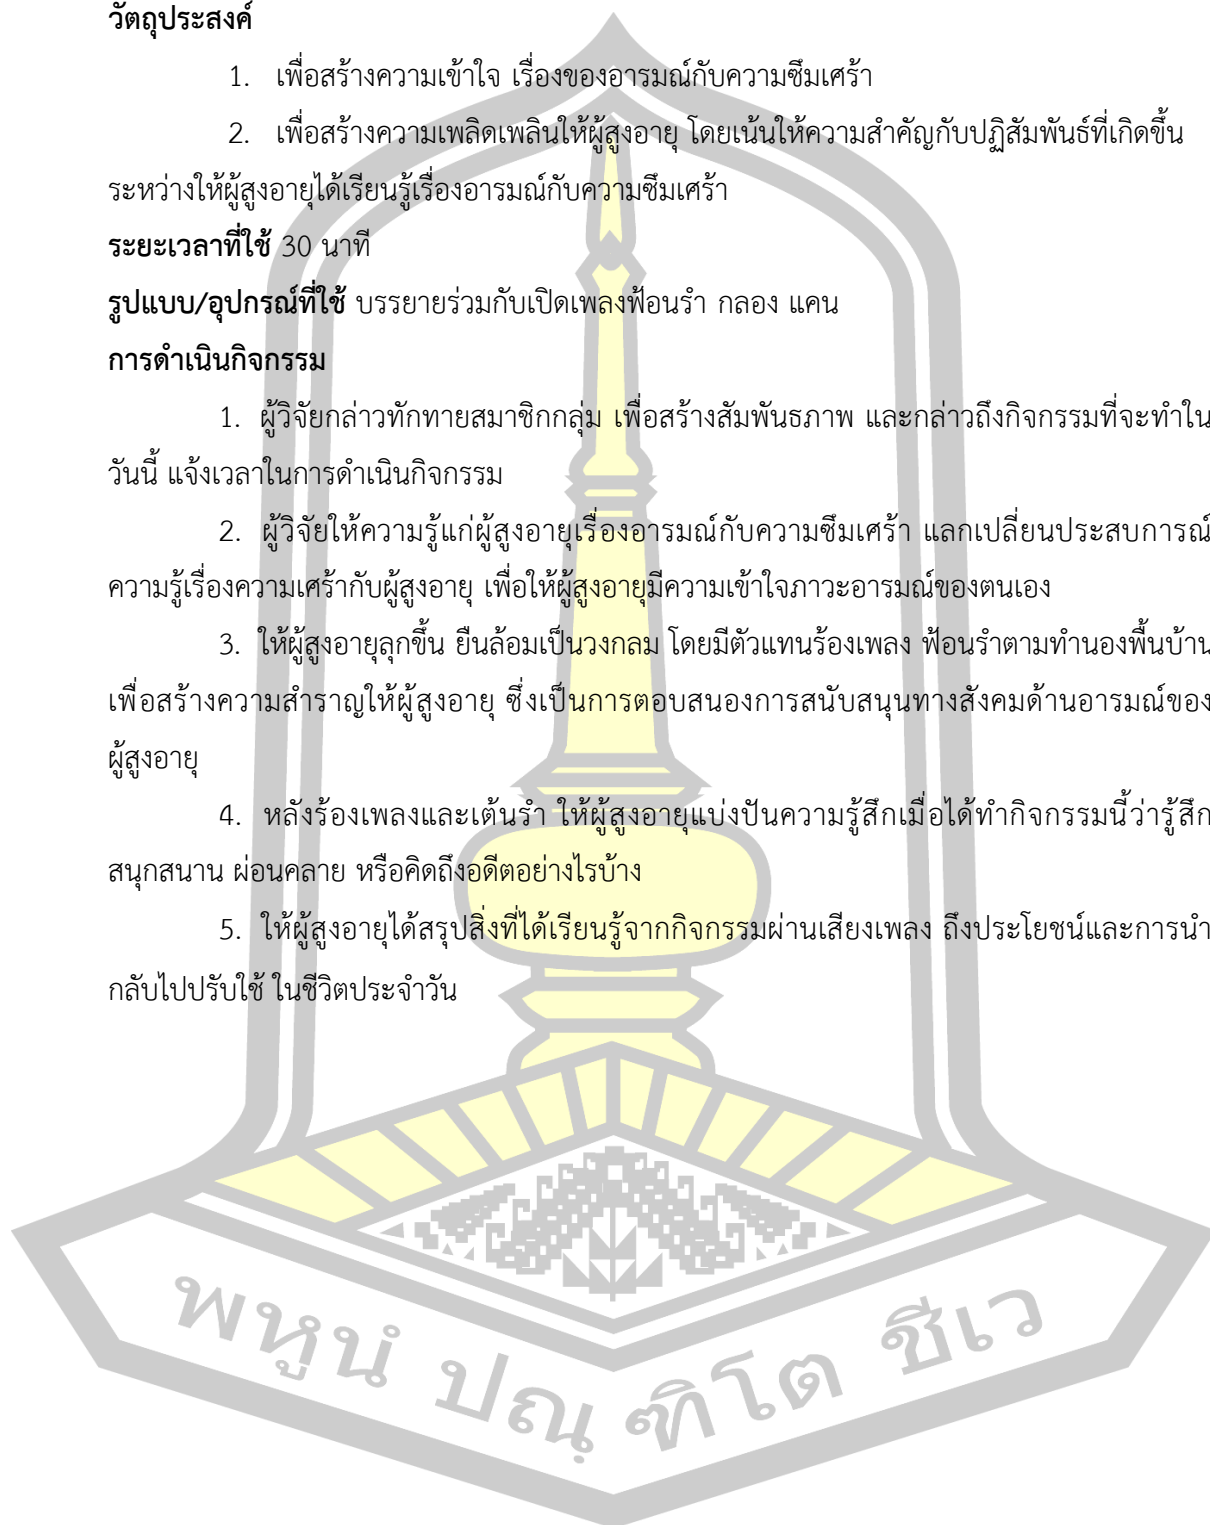 วัตถุประสงค์
1. เพื่อสร้างความเข้าใจ เรื่องของอารมณ์กับความซึมเศร้า
2. เพื่อสร้างความเพลิดเพลินให้ผู้สูงอายุ โดยเน้นให้ความสำคัญกับปฏิสัมพันธ์ที่เกิดขึ้น
ระหว่างให้ผู้สูงอายุได้เรียนรู้เรื่องอารมณ์กับความซึมเศร้า
ระยะเวลาที่ใช้ 30 นาที
รูปแบบ/อุปกรณ์ที่ใช้ บรรยายร่วมกับเปิดเพลงฟ้อนรำ กลอง แคน
การดำเนินกิจกรรม
1. ผู้วิจัยกล่าวทักทายสมาชิกกลุ่ม เพื่อสร้างสัมพันธภาพ และกล่าวถึงกิจกรรมที่จะทำใน
วันนี้ แจ้งเวลาในการดำเนินกิจกรรม
2. ผู้วิจัยให้ความรู้แก่ผู้สูงอายุเรื่องอารมณ์กับความซึมเศร้า แลกเปลี่ยนประสบการณ์
ความรู้เรื่องความเศร้ากับผู้สูงอายุ เพื่อให้ผู้สูงอายุมีความเข้าใจภาวะอารมณ์ของตนเอง
3. ให้ผู้สูงอายุลุกขึ้น ยืนล้อมเป็นวงกลม โดยมีตัวแทนร้องเพลง ฟ้อนรำตามทำนองพื้นบ้าน
เพื่อสร้างความสำราญให้ผู้สูงอายุ ซึ่งเป็นการตอบสนองการสนับสนุนทางสังคมด้านอารมณ์ของ
ผู้สูงอายุ
4. หลังร้องเพลงและเต้นรำ ให้ผู้สูงอายุแบ่งปันความรู้สึกเมื่อได้ทำกิจกรรมนี้ว่ารู้สึก
สนุกสนาน ผ่อนคลาย หรือคิดถึงอดีตอย่างไรบ้าง
5. ให้ผู้สูงอายุได้สรุปสิ่งที่ได้เรียนรู้จากกิจกรรมผ่านเสียงเพลง ถึงประโยชน์และการนำ
กลับไปปรับใช้ ในชีวิตประจำวัน
พหูนํ ปณฺฑิโต ชีเว